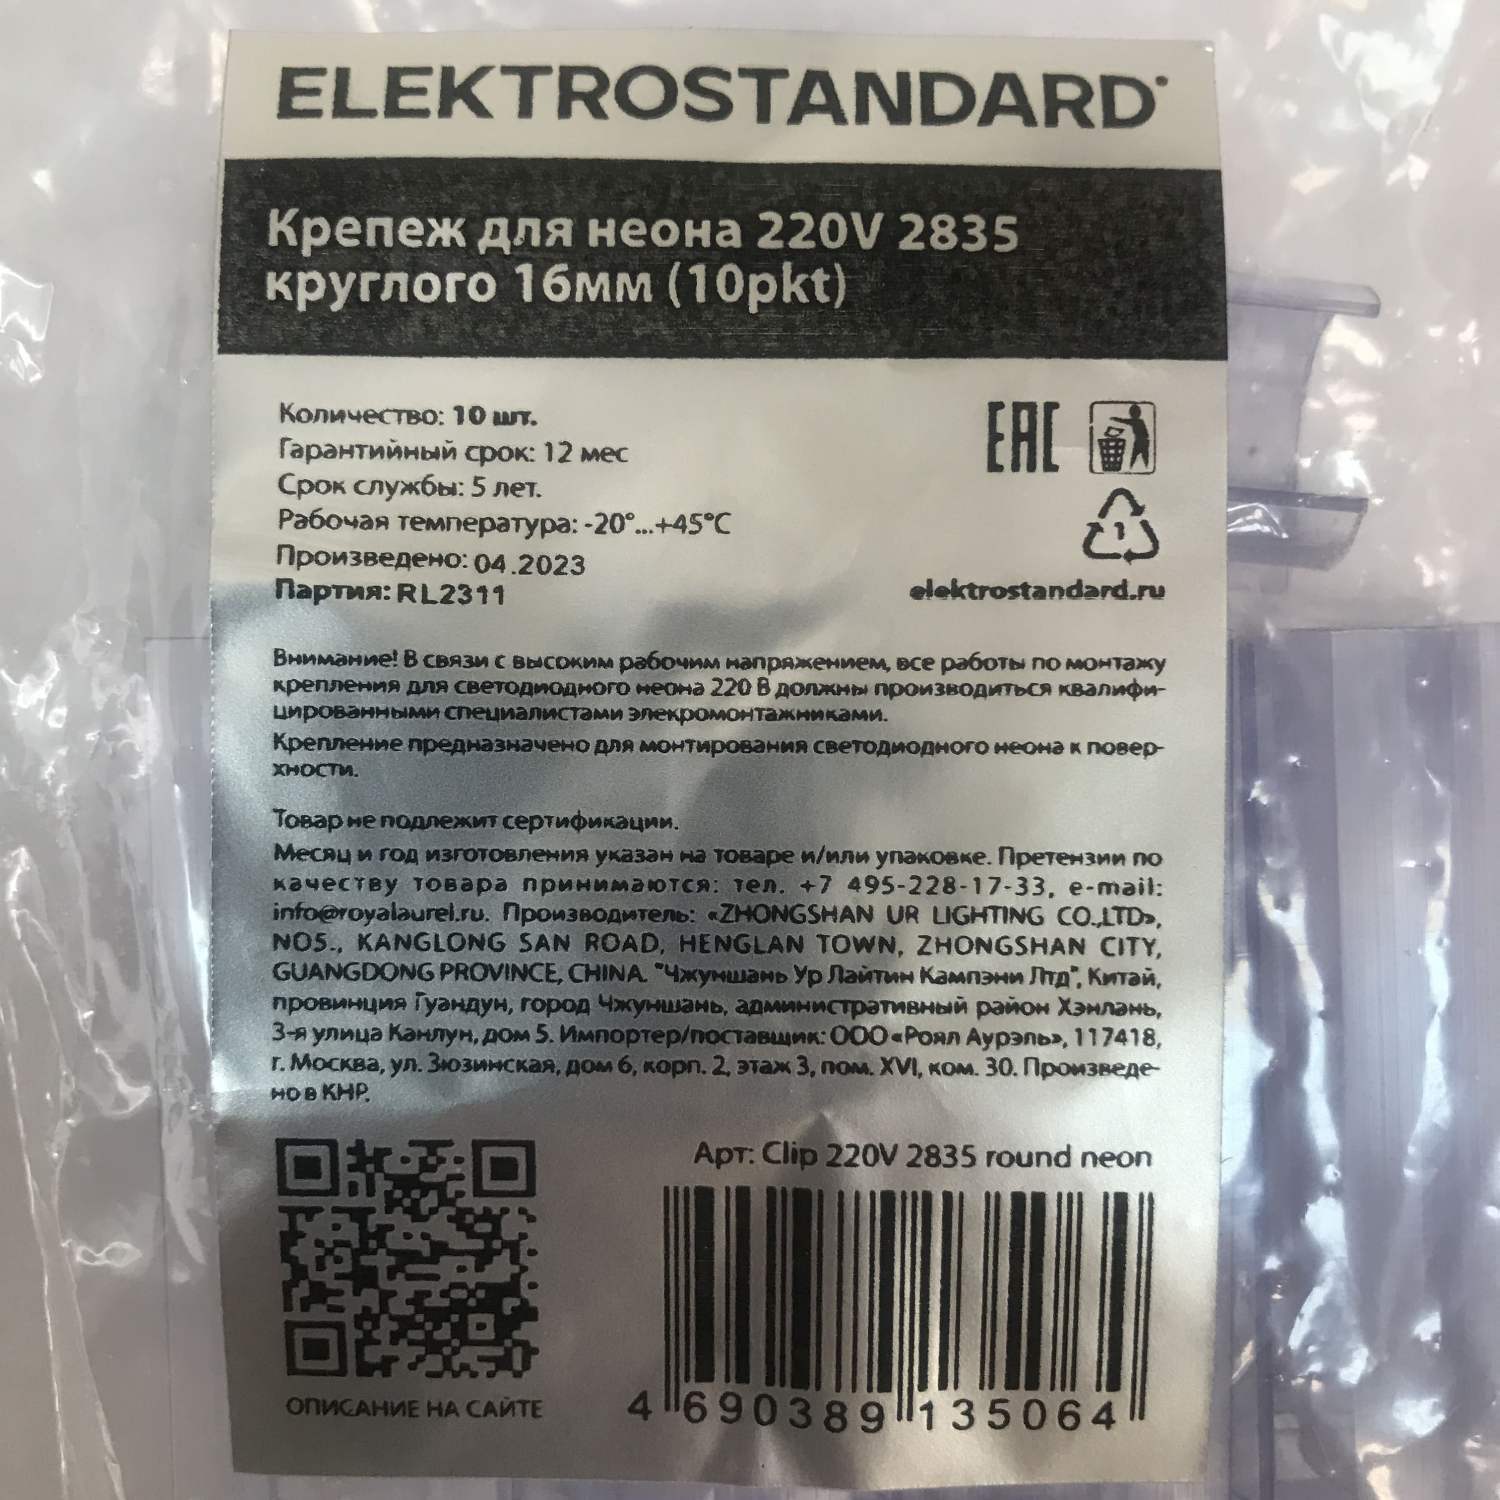 ELEKTROSTANDARD
Крепеж для неона 220V 2835
круглого 16мм (10pkt)
Количество: 10 шт.
Гарантийный срок: 12 мес
Срок службы: 5 лет.
Рабочая температура: -20°...+45°C
Произведено: 04.2023
Партия: RL2311
EAC
1
elektrostandard.ru
Внимание! В связи с высоким рабочим напряжением, все работы по монтажу
крепления для светодиодного неона 220 В должны производиться квалифи-
цированными специалистами элекромонтажниками.
Крепление предназначено для монтирования светодиодного неона к повер-
хности.
Товар не подлежит сертификации.
Месяц и год изготовления указан на товаре и/или упаковке. Претензии по
качеству товара принимаются: тел. +7 495-228-17-33, e-mail:
info@royalaurel.ru. Производитель: «ZHONGSHAN UR LIGHTING CO.,LTD»,
NO5., KANGLONG SAN ROAD, HENGLAN TOWN, ZHONGSHAN CITY,
GUANGDONG PROVINCE, CHINA. "Чжуншань Ур Лайтин Кампэни Лтд", Китай,
провинция Гуандун, город Чжуншань, административный район Хэнлань,
3-я улица Канлун, дом 5. Импортер/поставщик: ООО «Роял Аурэль», 117418,
г. Москва, ул. Зюзинская, дом 6, корп. 2, этаж 3, пом. XVI, ком. 30. Произведе-
но в КНР.
Арт: Clip 220V 2835 round neon
ОПИСАНИЕ НА САЙТЕ
4 690389 135064